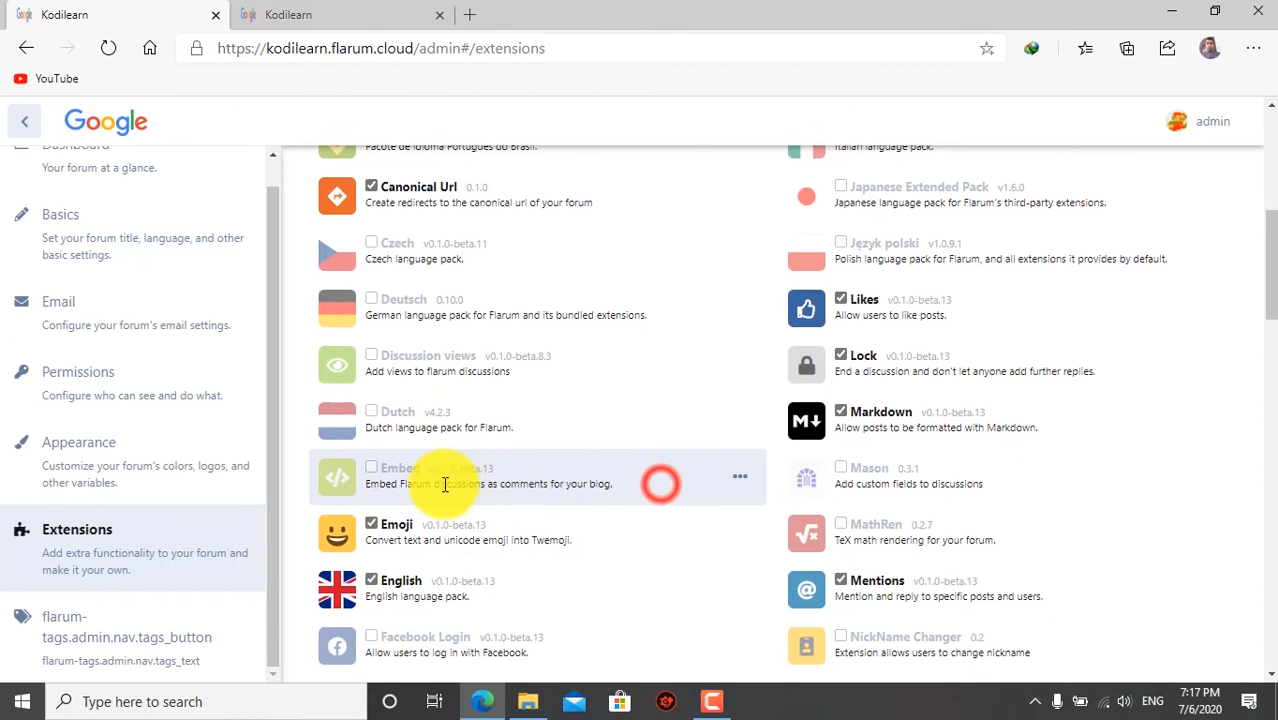 Kodilearn
Kodilearn
https://kodilearn.flarum.cloud/admin#/extensions
YouTube
Google
admin
Dashboard
Your forum at a glance.
Basics
Set your forum title, language, and other
basic settings.
Email
Configure your forum's email settings.
Permissions
Configure who can see and do what.
Appearance
Customize your forum's colors, logos, and
other variables.
Extensions
Add extra functionality to your forum and
make it your own.
flarum-
tags.admin.nav.tags_button
flarum-tags.admin.nav.tags_text
Pacote de Idioma Português do Brasil.
Canonical Url 0.1.0
Create redirects to the canonical url of your forum
Czech v0.1.0-beta.11
Czech language pack.
Deutsch 0.10.0
German language pack for Flarum and its bundled extensions.
Discussion views v0.1.0-beta.8.3
Add views to flarum discussions
Dutch v4.2.3
Dutch language pack for Flarum.
Embed v0.1.0-beta.13
Embed Flarum discussions as comments for your blog.
Emoji v0.1.0-beta.13
Convert text and unicode emoji into Twemoji.
English v0.1.0-beta.13
English language pack.
Facebook Login v0.1.0-beta.13
Allow users to log in with Facebook.
Italian language pack.
Japanese Extended Pack v1.6.0
Japanese language pack for Flarum's third-party extensions.
Język polski v1.0.9.1
Polish language pack for Flarum, and all extensions it provides by default.
Likes v0.1.0-beta.13
Allow users to like posts.
Lock v0.1.0-beta.13
End a discussion and don't let anyone add further replies.
M Markdown v0.1.0-beta.13
Allow posts to be formatted with Markdown.
Mason 0.3.1
Add custom fields to discussions
MathRen 0.2.7
TeX math rendering for your forum.
@ Mentions v0.1.0-beta.13
Mention and reply to specific posts and users.
NickName Changer 0.2
Extension allows users to change nickname
Type here to search
ENG
7:17 PM
7/6/2020